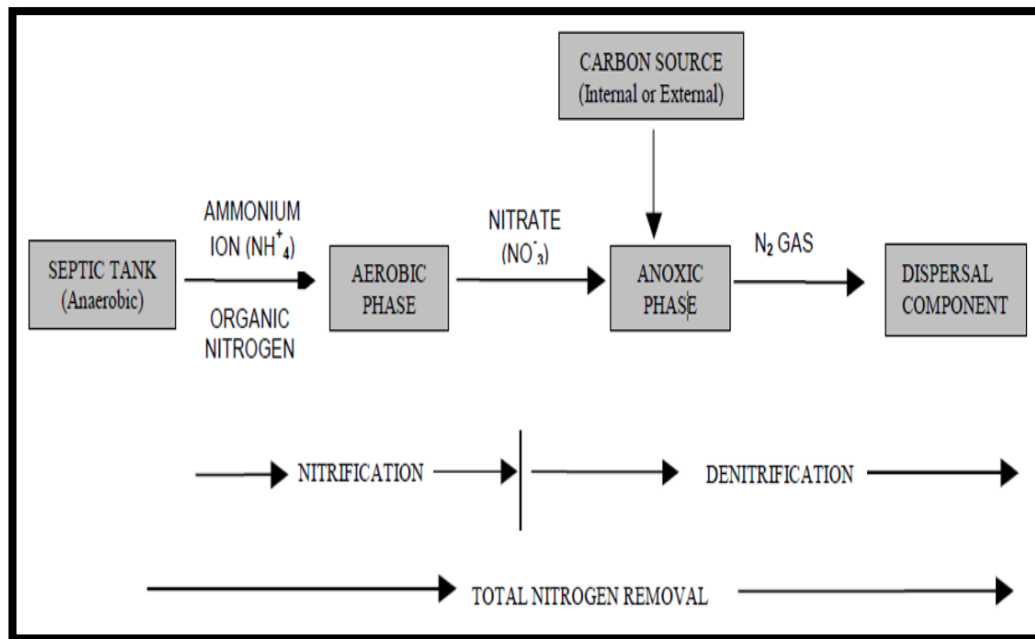 CARBON SOURCE
(Internal or External)
AMMONIUM
ION (NH⁺₄)
NITRATE
(NO⁻₃)
N₂ GAS
SEPTIC TANK
(Anaerobic)
AEROBIC
PHASE
ANOXIC
PHASE
DISPERSAL
COMPONENT
ORGANIC
NITROGEN
NITRIFICATION
DENITRIFICATION
TOTAL NITROGEN REMOVAL